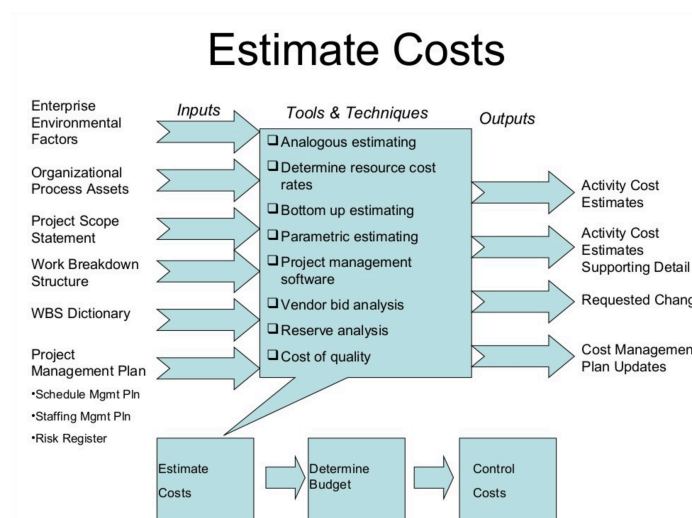 Estimate Costs
Inputs
Tools & Techniques
Outputs
Enterprise
Environmental
Factors
Organizational
Process Assets
Project Scope
Statement
Work Breakdown
Structure
WBS Dictionary
Project
Management Plan
•Schedule Mgmt Pln
•Staffing Mgmt Pln
•Risk Register
❑Analogous estimating
❑Determine resource cost
rates
❑Bottom up estimating
❑Parametric estimating
❑Project management
software
❑Vendor bid analysis
❑Reserve analysis
❑Cost of quality
Activity Cost
Estimates
Activity Cost
Estimates
Supporting Detail
Requested Chang
Cost Managemen
Plan Updates
Estimate
Costs
Determine
Budget
Control
Costs